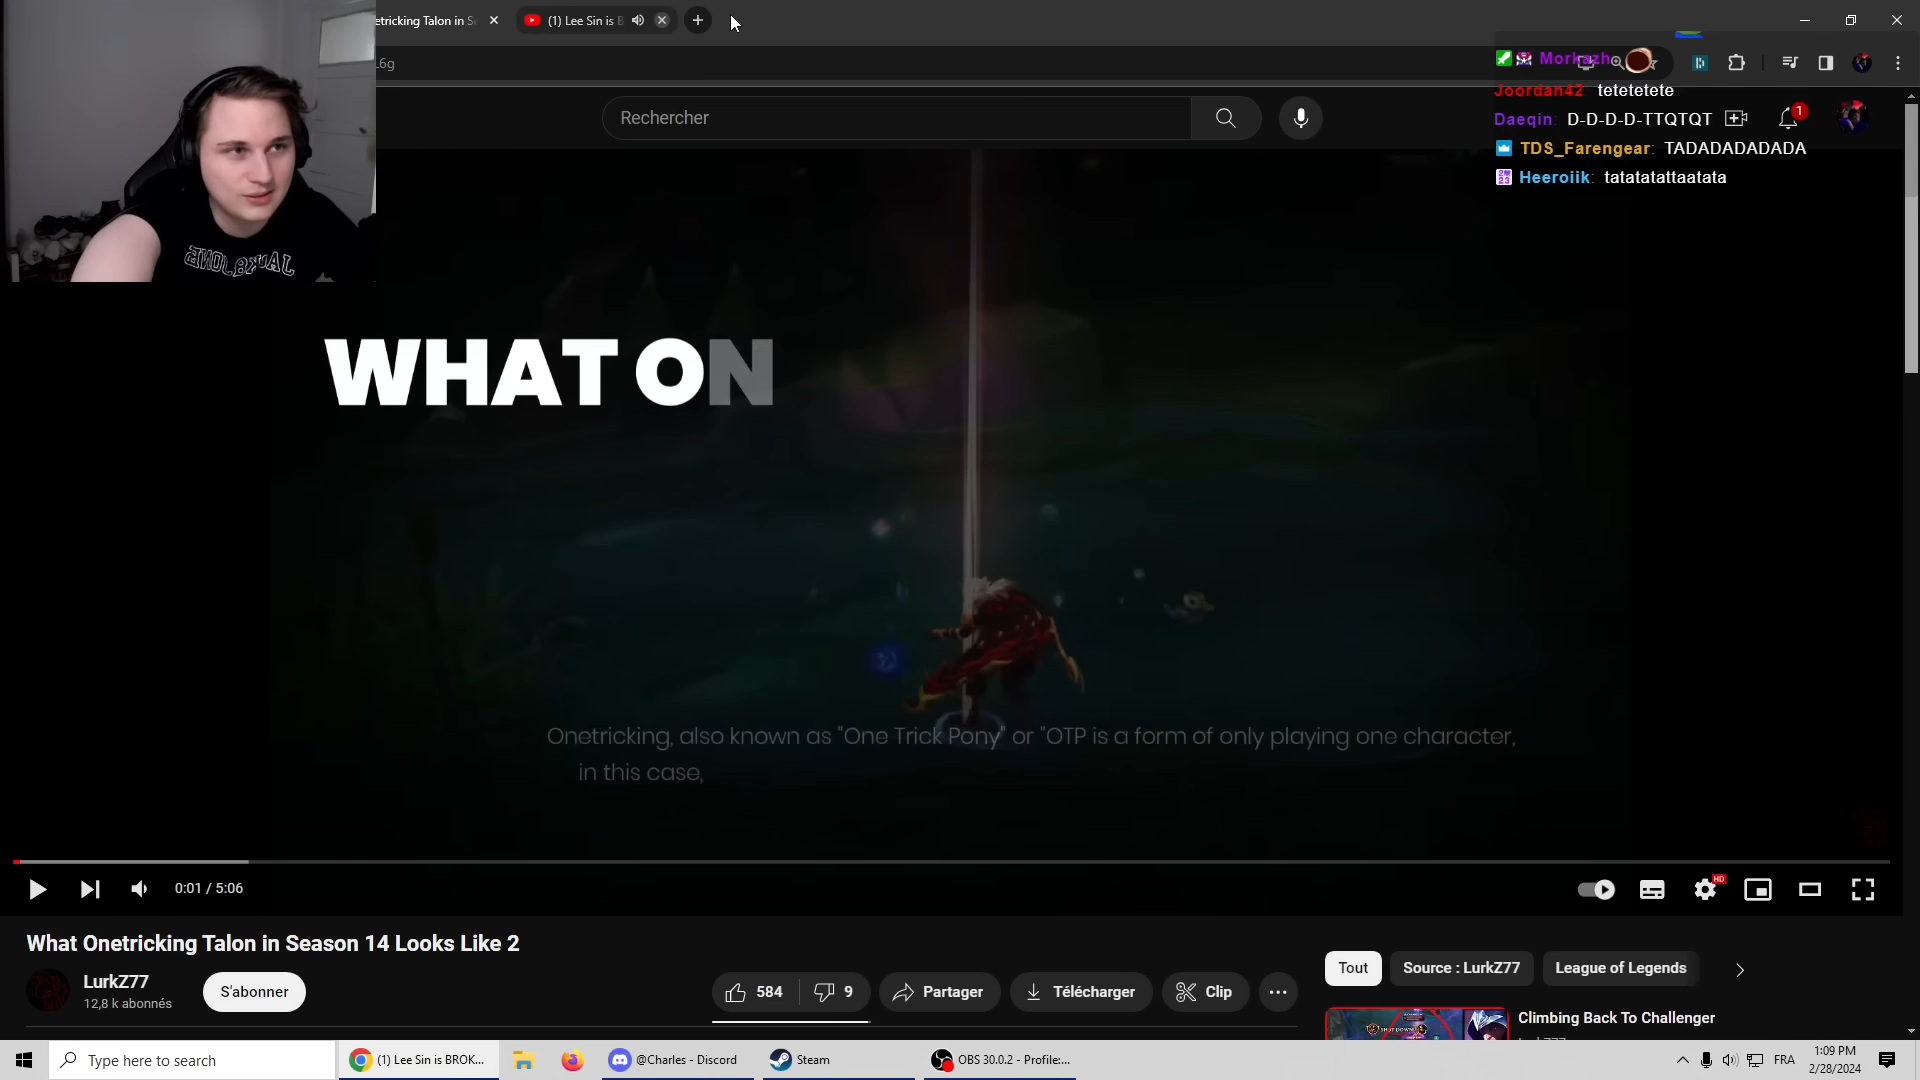 etricking Talon in S
(1) Lee Sin is B
.6g
Rechercher
1
Morkazh
Joordan42 tetetetete
Daeqin: D-D-D-D-TTQTQT
TDS_Farengear: TADADADADADA
Heeroiik: tatatatattaatata
WHAT ON
Onetricking, also known as "One Trick Pony" or "OTP is a form of only playing one character,
in this case,
0:01 / 5:06
HD
What Onetricking Talon in Season 14 Looks Like 2
LurkZ77
12,8 k abonnés
S'abonner
584
9
Partager
Télécharger
Clip
Tout
Source : LurkZ77
League of Legends
Climbing Back To Challenger
Type here to search
(1) Lee Sin is BROK...
@Charles - Discord
Steam
OBS 30.0.2 - Profile:...
FRA
1:09 PM
2/28/2024